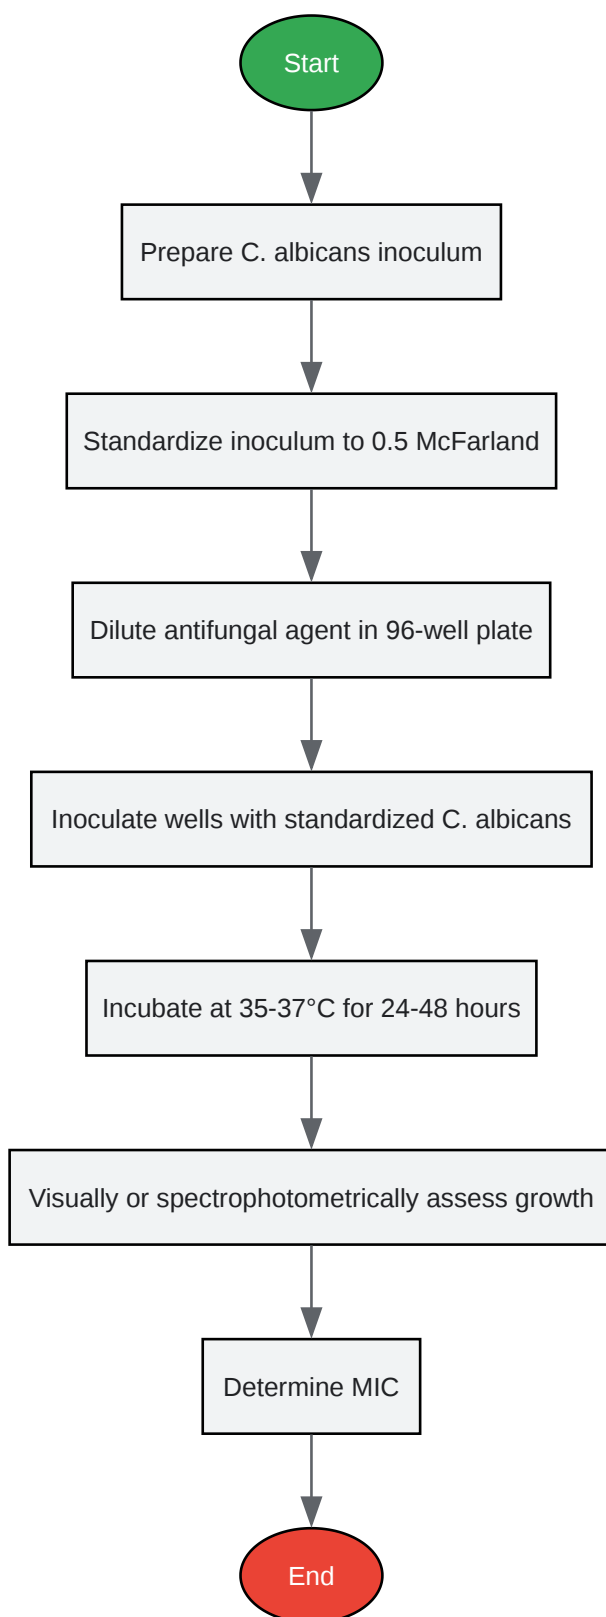 Start
Prepare C. albicans inoculum
Standardize inoculum to 0.5 McFarland
Dilute antifungal agent in 96-well plate
Inoculate wells with standardized C. albicans
Incubate at 35-37°C for 24-48 hours
Visually or spectrophotometrically assess growth
Determine MIC
End